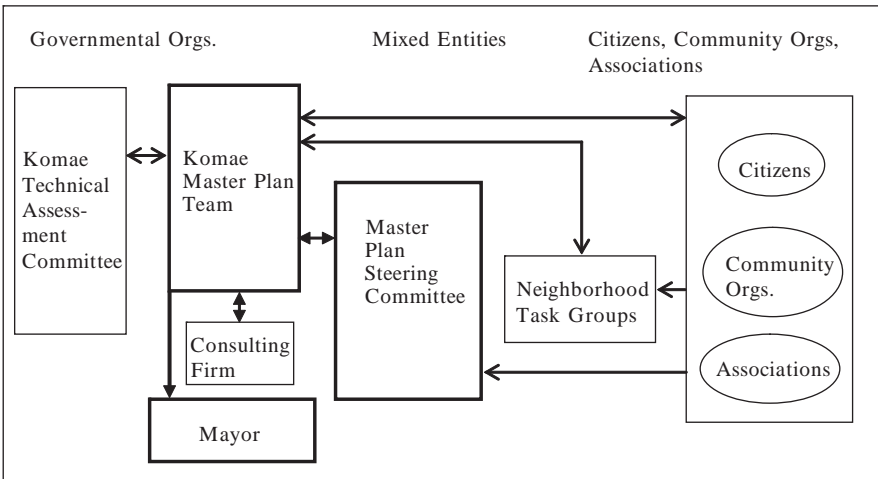 Governmental Orgs.
Mixed Entities
Citizens, Community Orgs,
Associations
Komae
Technical
Assess-
ment
Committee
Komae
Master Plan
Team
Master
Plan
Steering
Committee
Consulting
Firm
Mayor
Neighborhood
Task Groups
Citizens
Community
Orgs.
Associations